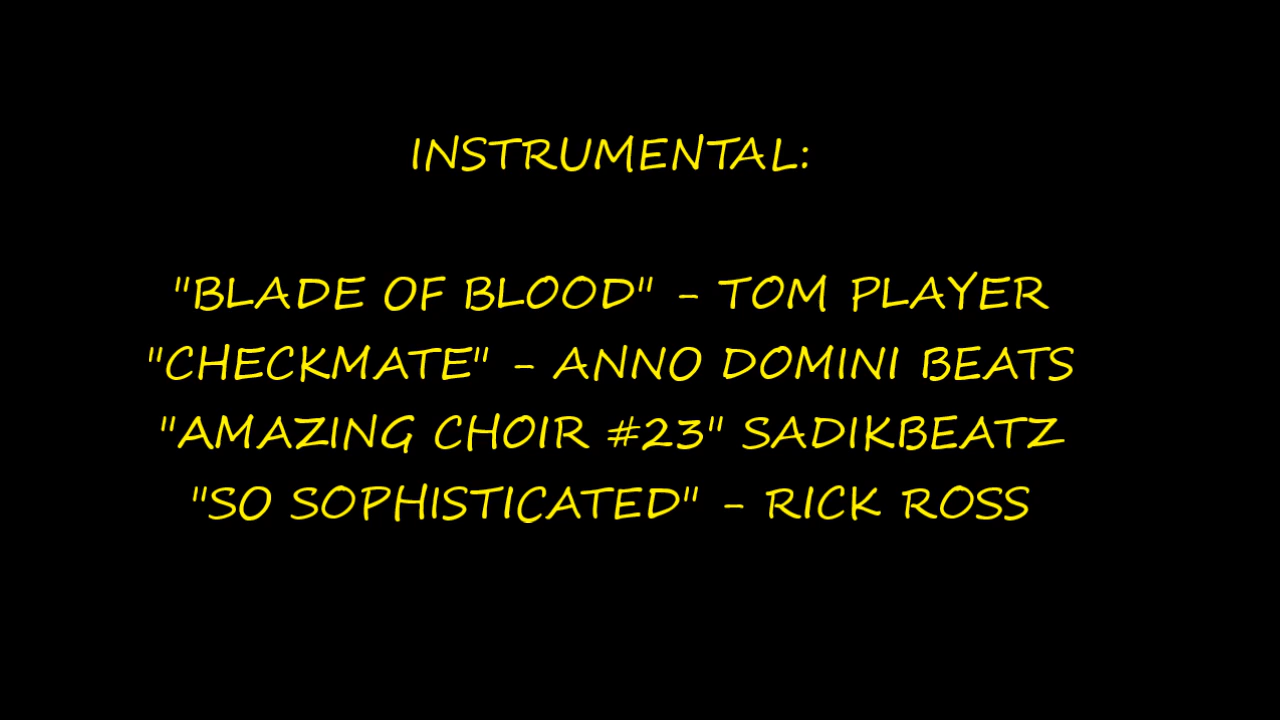 INSTRUMENTAL:
"BLADE OF BLOOD" - TOM PLAYER
"CHECKMATE" - ANNO DOMINI BEATS
"AMAZING CHOIR #23" SADIKBEATZ
"SO SOPHISTICATED" - RICK ROSS